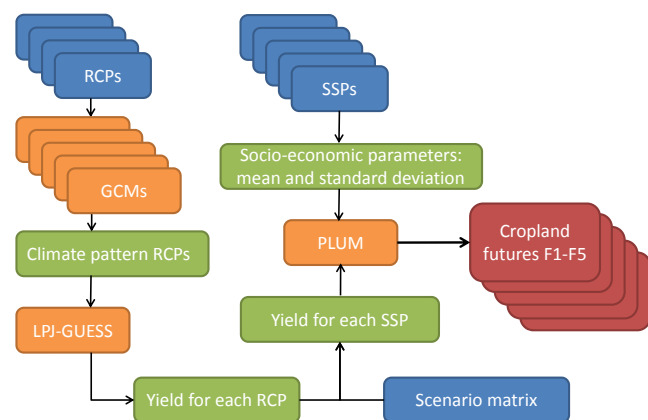 RCPs
SSPs
GCMs
Socio-economic parameters:
mean and standard deviation
Climate pattern RCPs
PLUM
Cropland
futures F1-F5
LPJ-GUESS
Yield for each SSP
Yield for each RCP
Scenario matrix